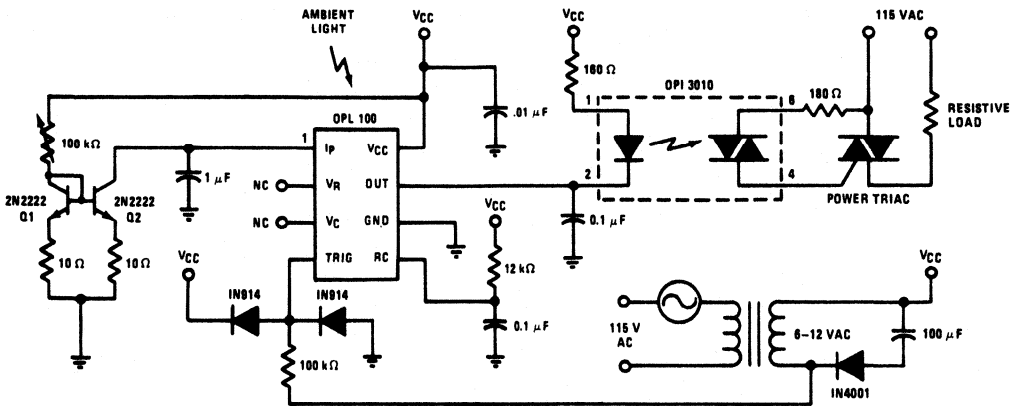 AMBIENT
LIGHT
VCC
VCC
115 VAC
160 Ω
OPI 3010
.01 µF
1
6
180 Ω
RESISTIVE
LOAD
OPL 100
100 kΩ
1
IP
VCC
1 µF
2
4
POWER TRIAC
NC
VR
OUT
2N2222
Q1
2N2222
Q2
NC
VC
GND
VCC
0.1 µF
10 Ω
10 Ω
TRIG
RC
12 kΩ
VCC
VCC
IN914
IN914
0.1 µF
115 V
AC
6–12 VAC
100 µF
100 kΩ
IN4001